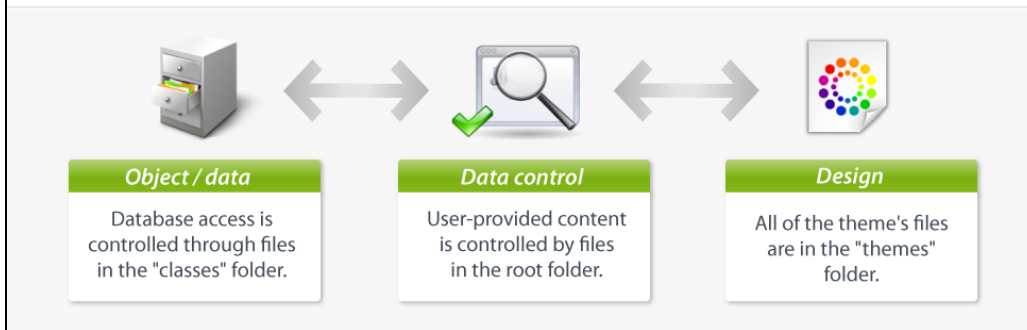 Object / data
Database access is
controlled through files
in the "classes" folder.
Data control
User-provided content
is controlled by files
in the root folder.
Design
All of the theme's files
are in the "themes"
folder.